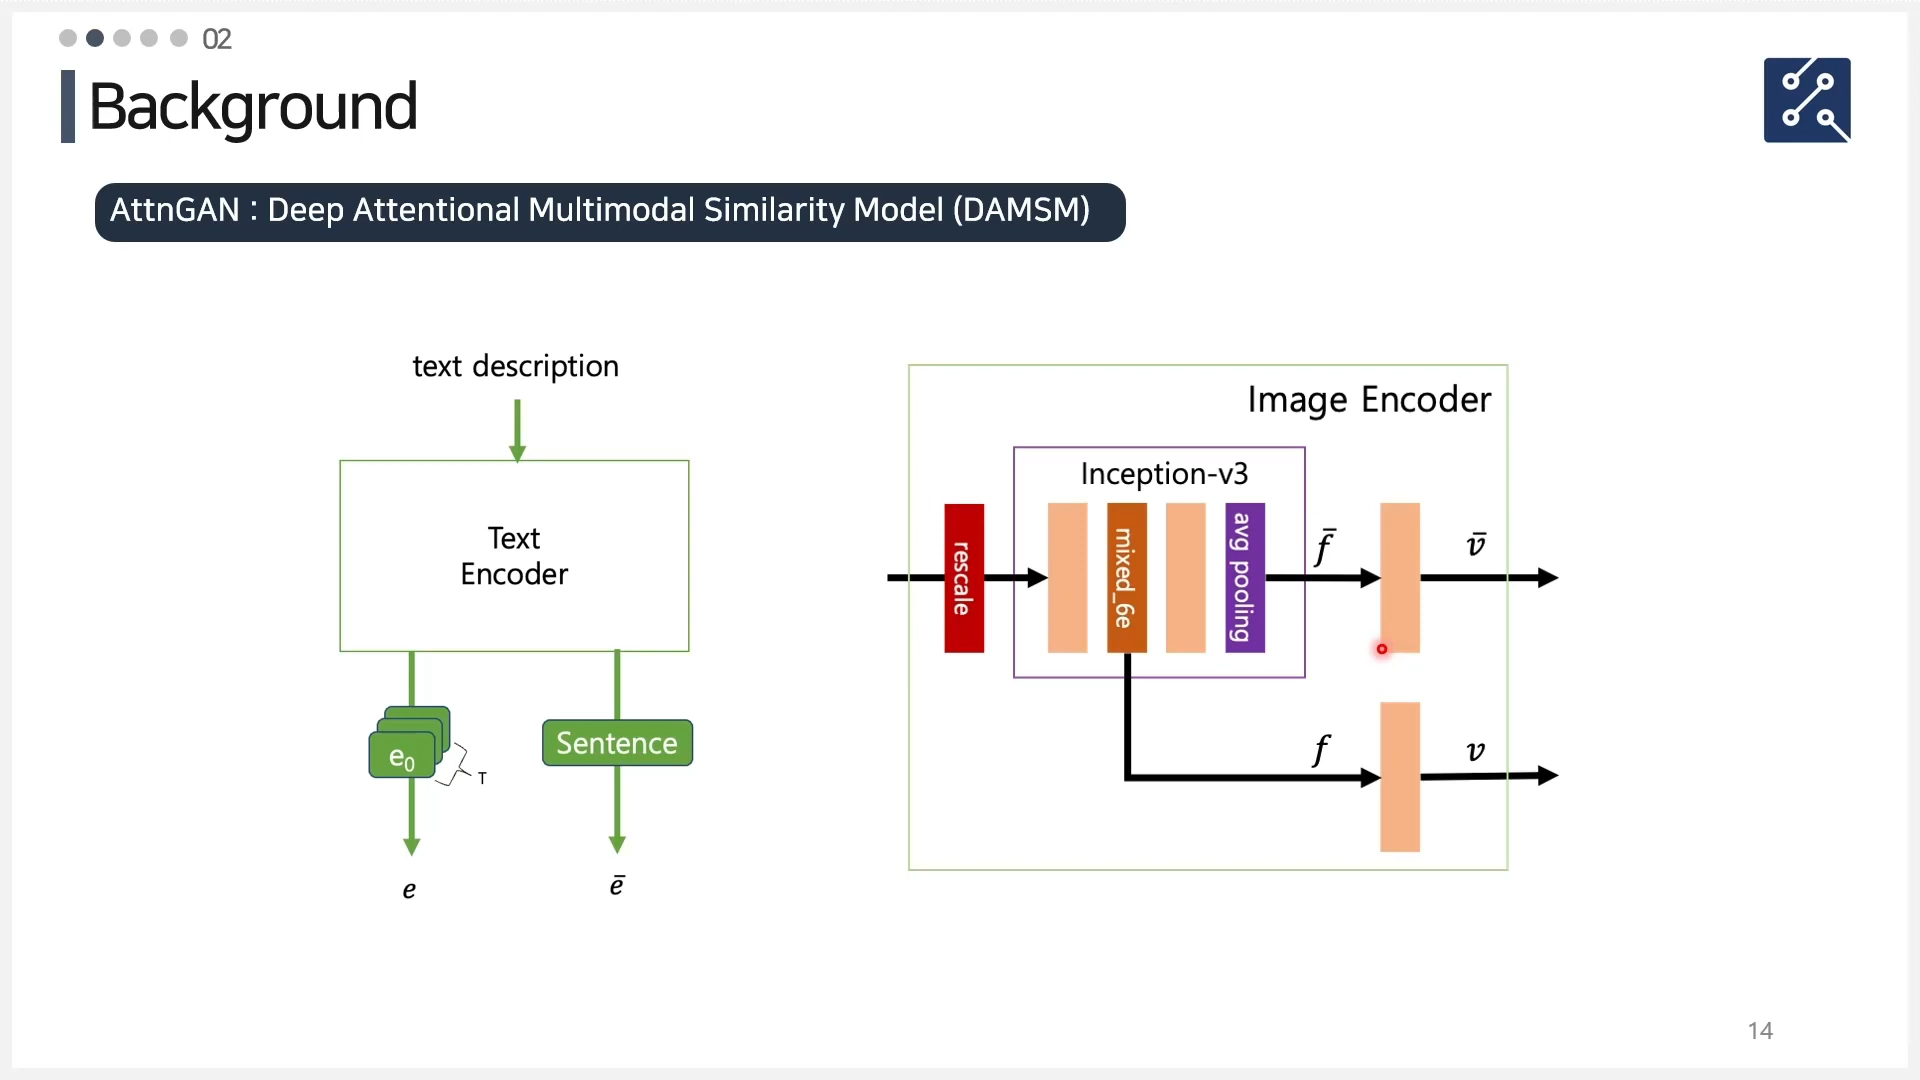 02
Background
AttnGAN : Deep Attentional Multimodal Similarity Model (DAMSM)
text description
Text
Encoder
e₀
T
Sentence
e
ē
Image Encoder
Inception-v3
rescale
mixed_6e
avg pooling
f̄
v̄
f
v
14